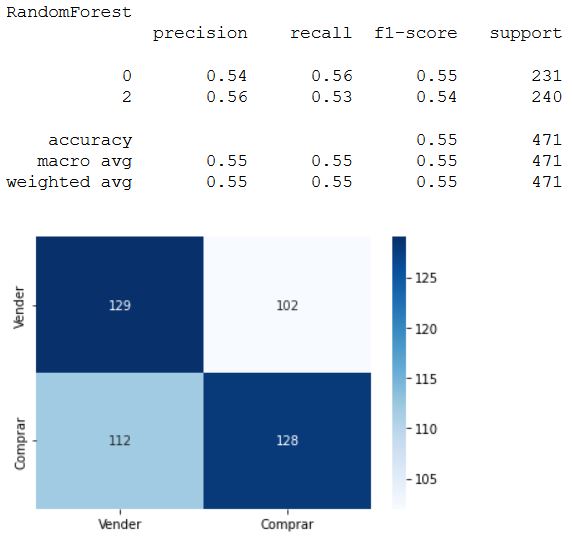 RandomForest
precision recall f1-score support
0 0.54 0.56 0.55 231
2 0.56 0.53 0.54 240
accuracy 0.55 471
macro avg 0.55 0.55 0.55 471
weighted avg 0.55 0.55 0.55 471
Vender 129 102
Comprar 112 128
Vender Comprar
125
120
115
110
105